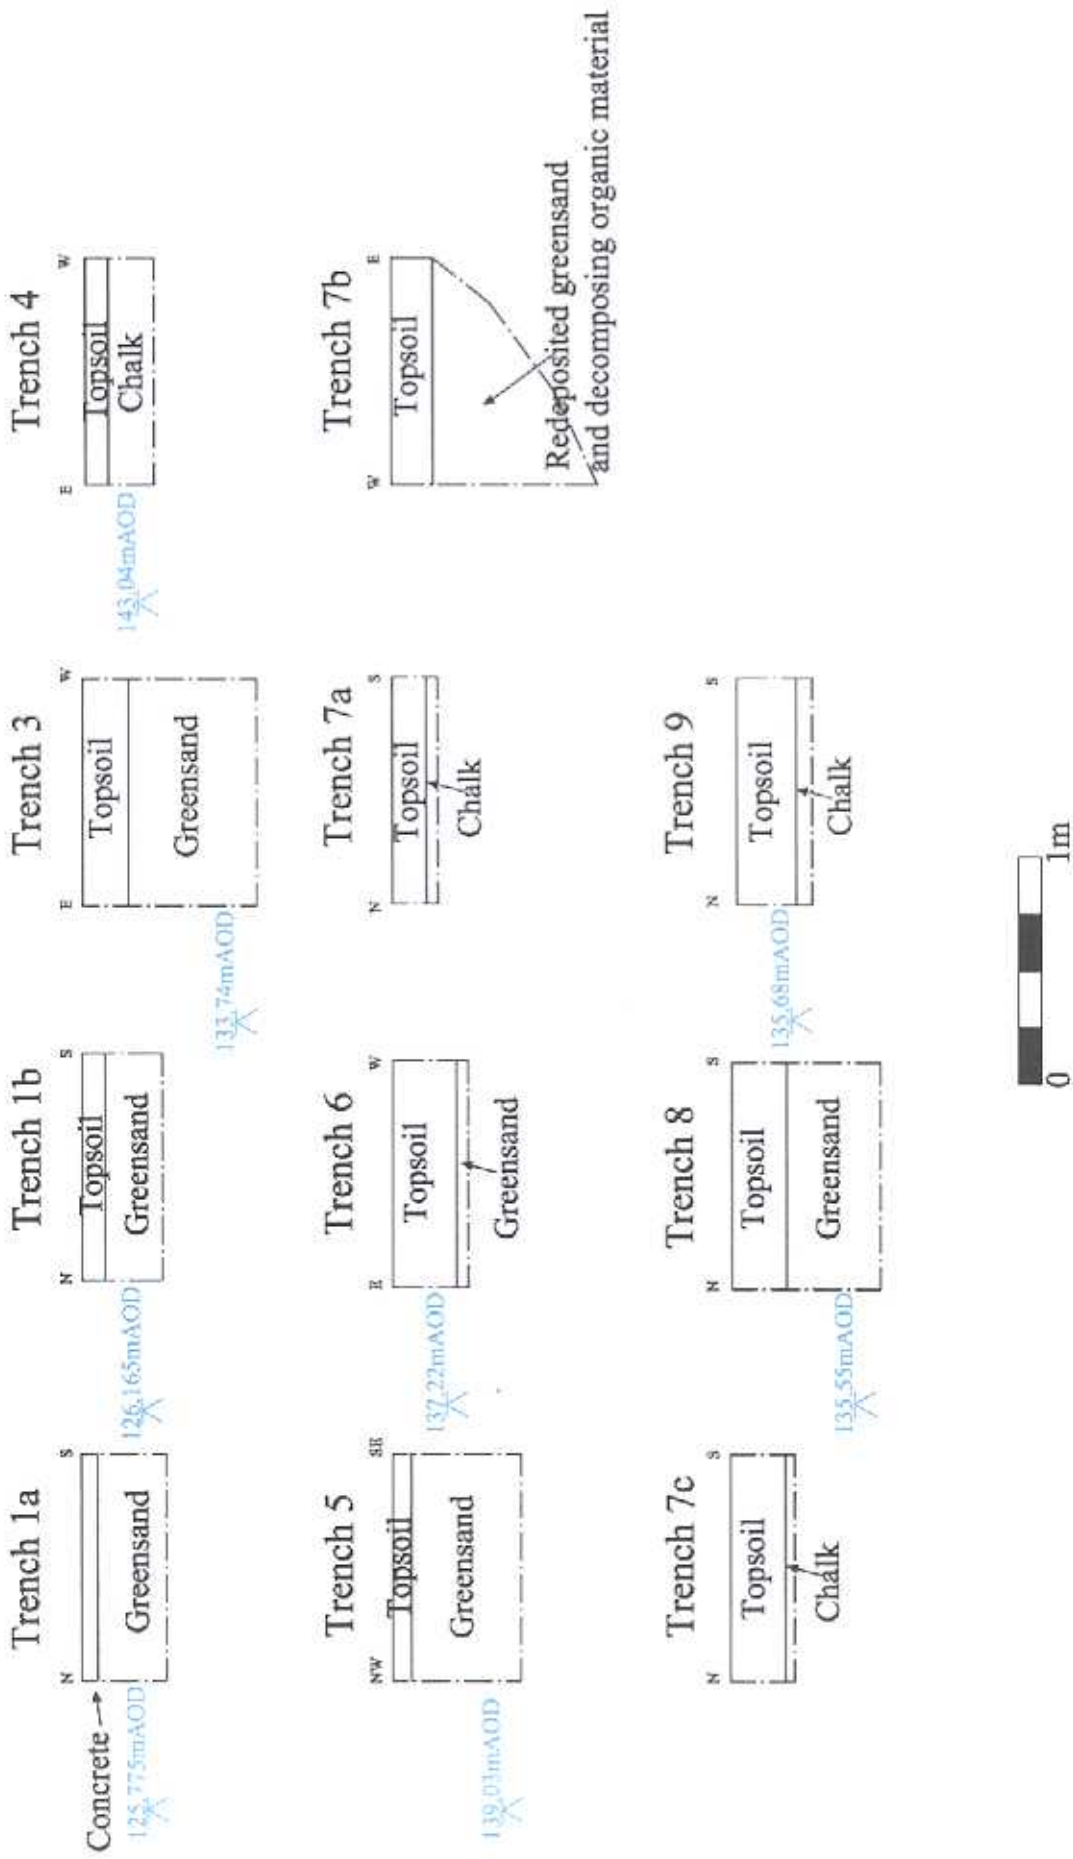 Trench 1a
N
S
Concrete
Greensand
125.775mAOD
Trench 1b
N
S
Topsoil
Greensand
126.165mAOD
Trench 3
E
W
Topsoil
Greensand
133.74mAOD
Trench 4
E
W
Topsoil
Chalk
143.04mAOD
Trench 5
NW
SE
Topsoil
Greensand
139.03mAOD
Trench 6
E
W
Topsoil
Greensand
137.22mAOD
Trench 7a
N
S
Topsoil
Chalk
Trench 7b
W
E
Topsoil
Redeposited greensand
and decomposing organic material
Trench 7c
N
S
Topsoil
Chalk
Trench 8
N
S
Topsoil
Greensand
135.55mAOD
Trench 9
N
S
Topsoil
Chalk
135.68mAOD
0
1m